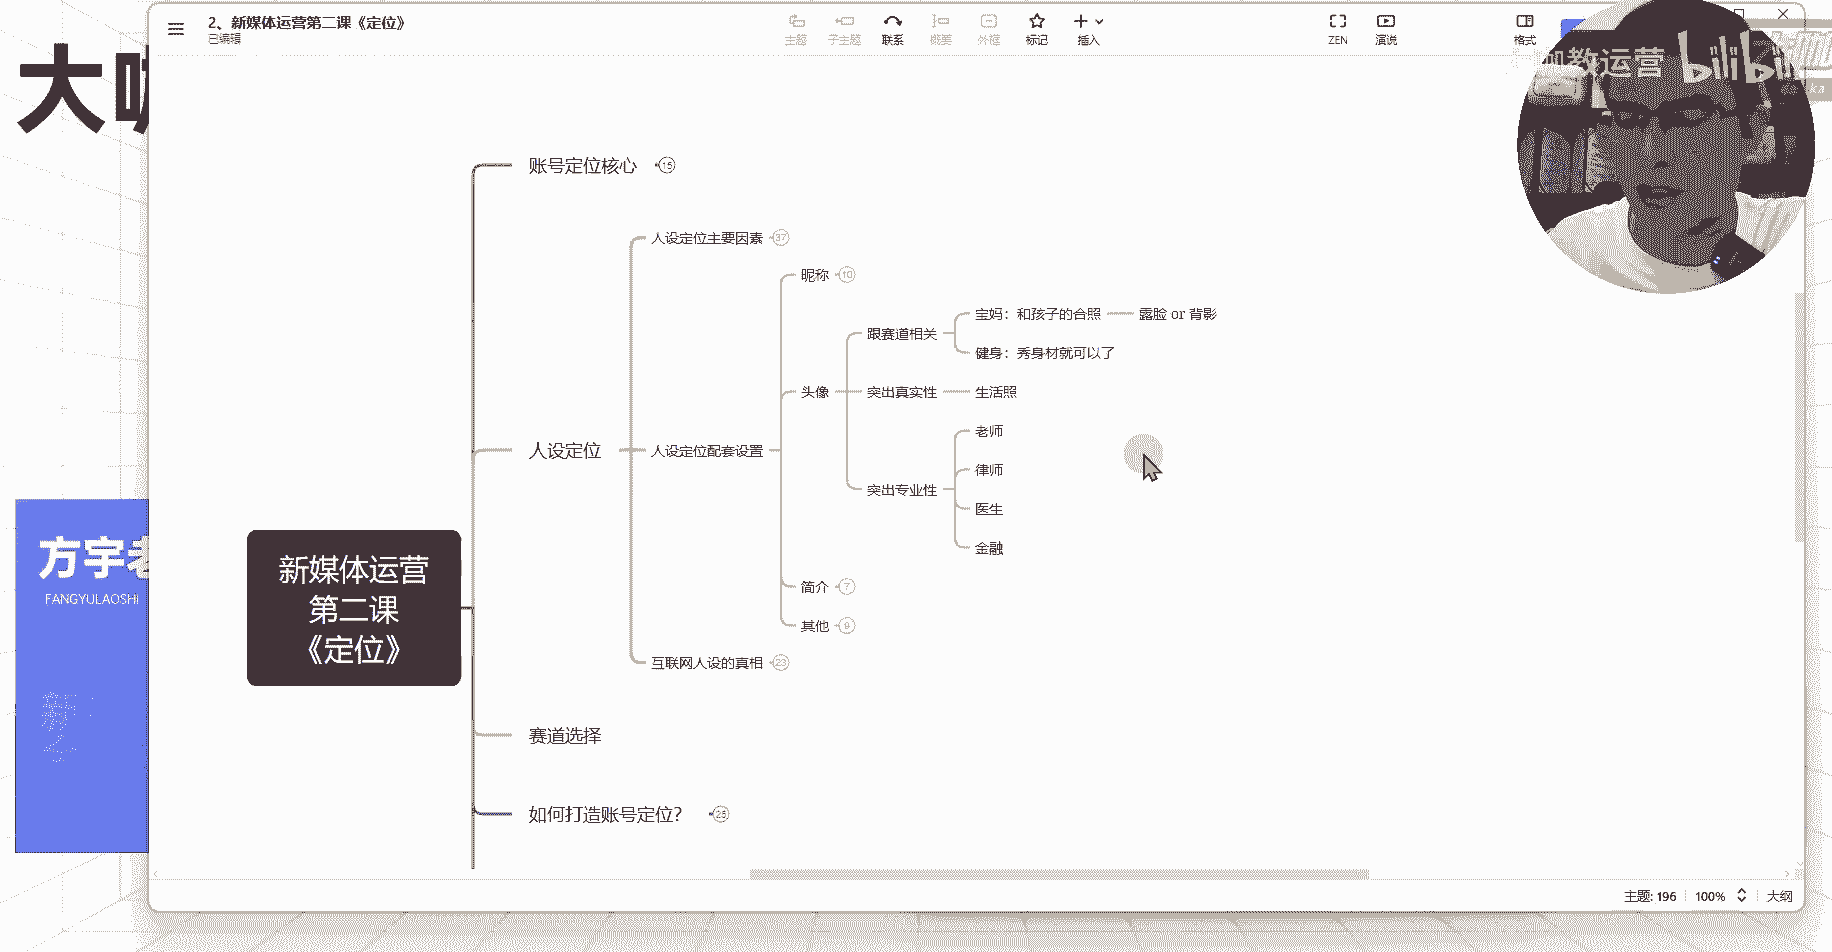 2、新媒体运营第二课《定位》
已编辑
主题
子主题
联系
概要
外框
标记
插入
ZEN
演说
格式
教运营
bilibili
ka
大
账号定位核心 15
人设定位主要因素 37
昵称 10
宝妈：和孩子的合照 露脸 or 背影
跟赛道相关
健身：秀身材就可以了
头像
突出真实性
生活照
老师
人设定位
人设定位配套设置
律师
突出专业性
医生
金融
方宇老
FANGYULAOSHI
新媒体运营
第二课
《定位》
简介 7
其他 9
互联网人设的真相 23
赛道选择
如何打造账号定位？ 25
主题: 196
100%
大纲